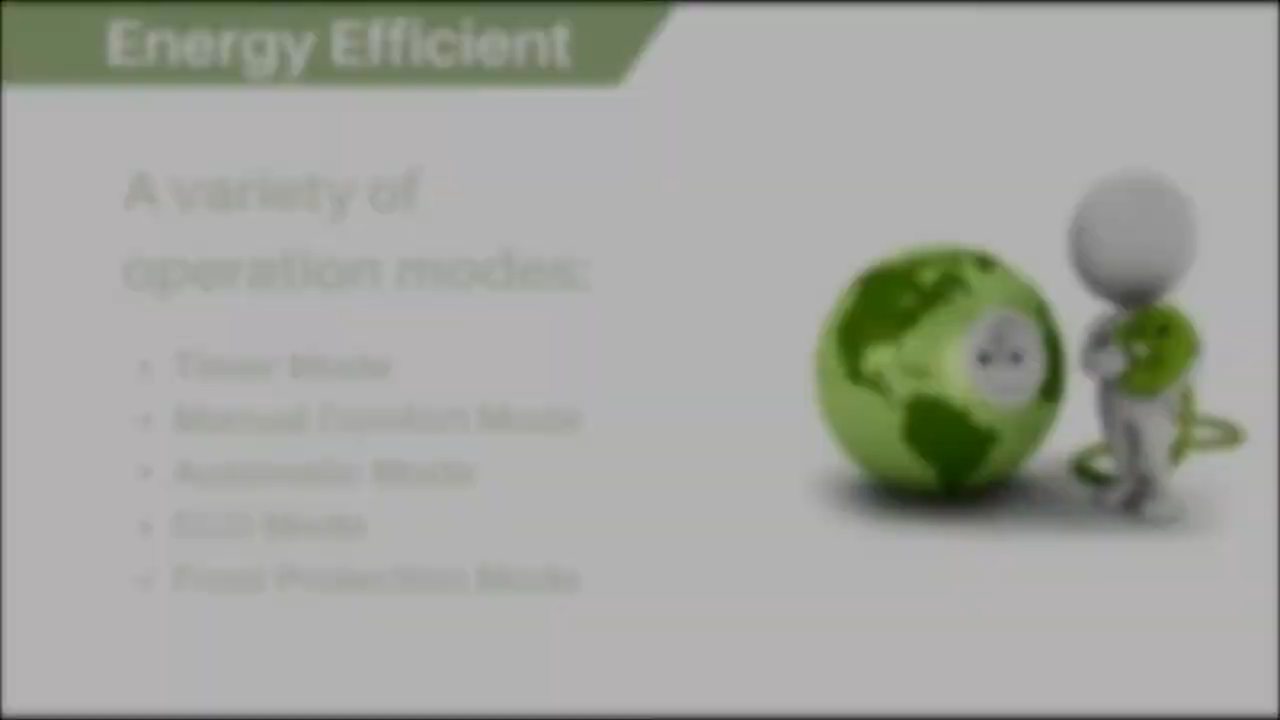 Energy Efficient
A variety of
operation modes:
• Timer Mode
• Manual Comfort Mode
• Automatic Mode
• ECO Mode
• Frost Protection Mode